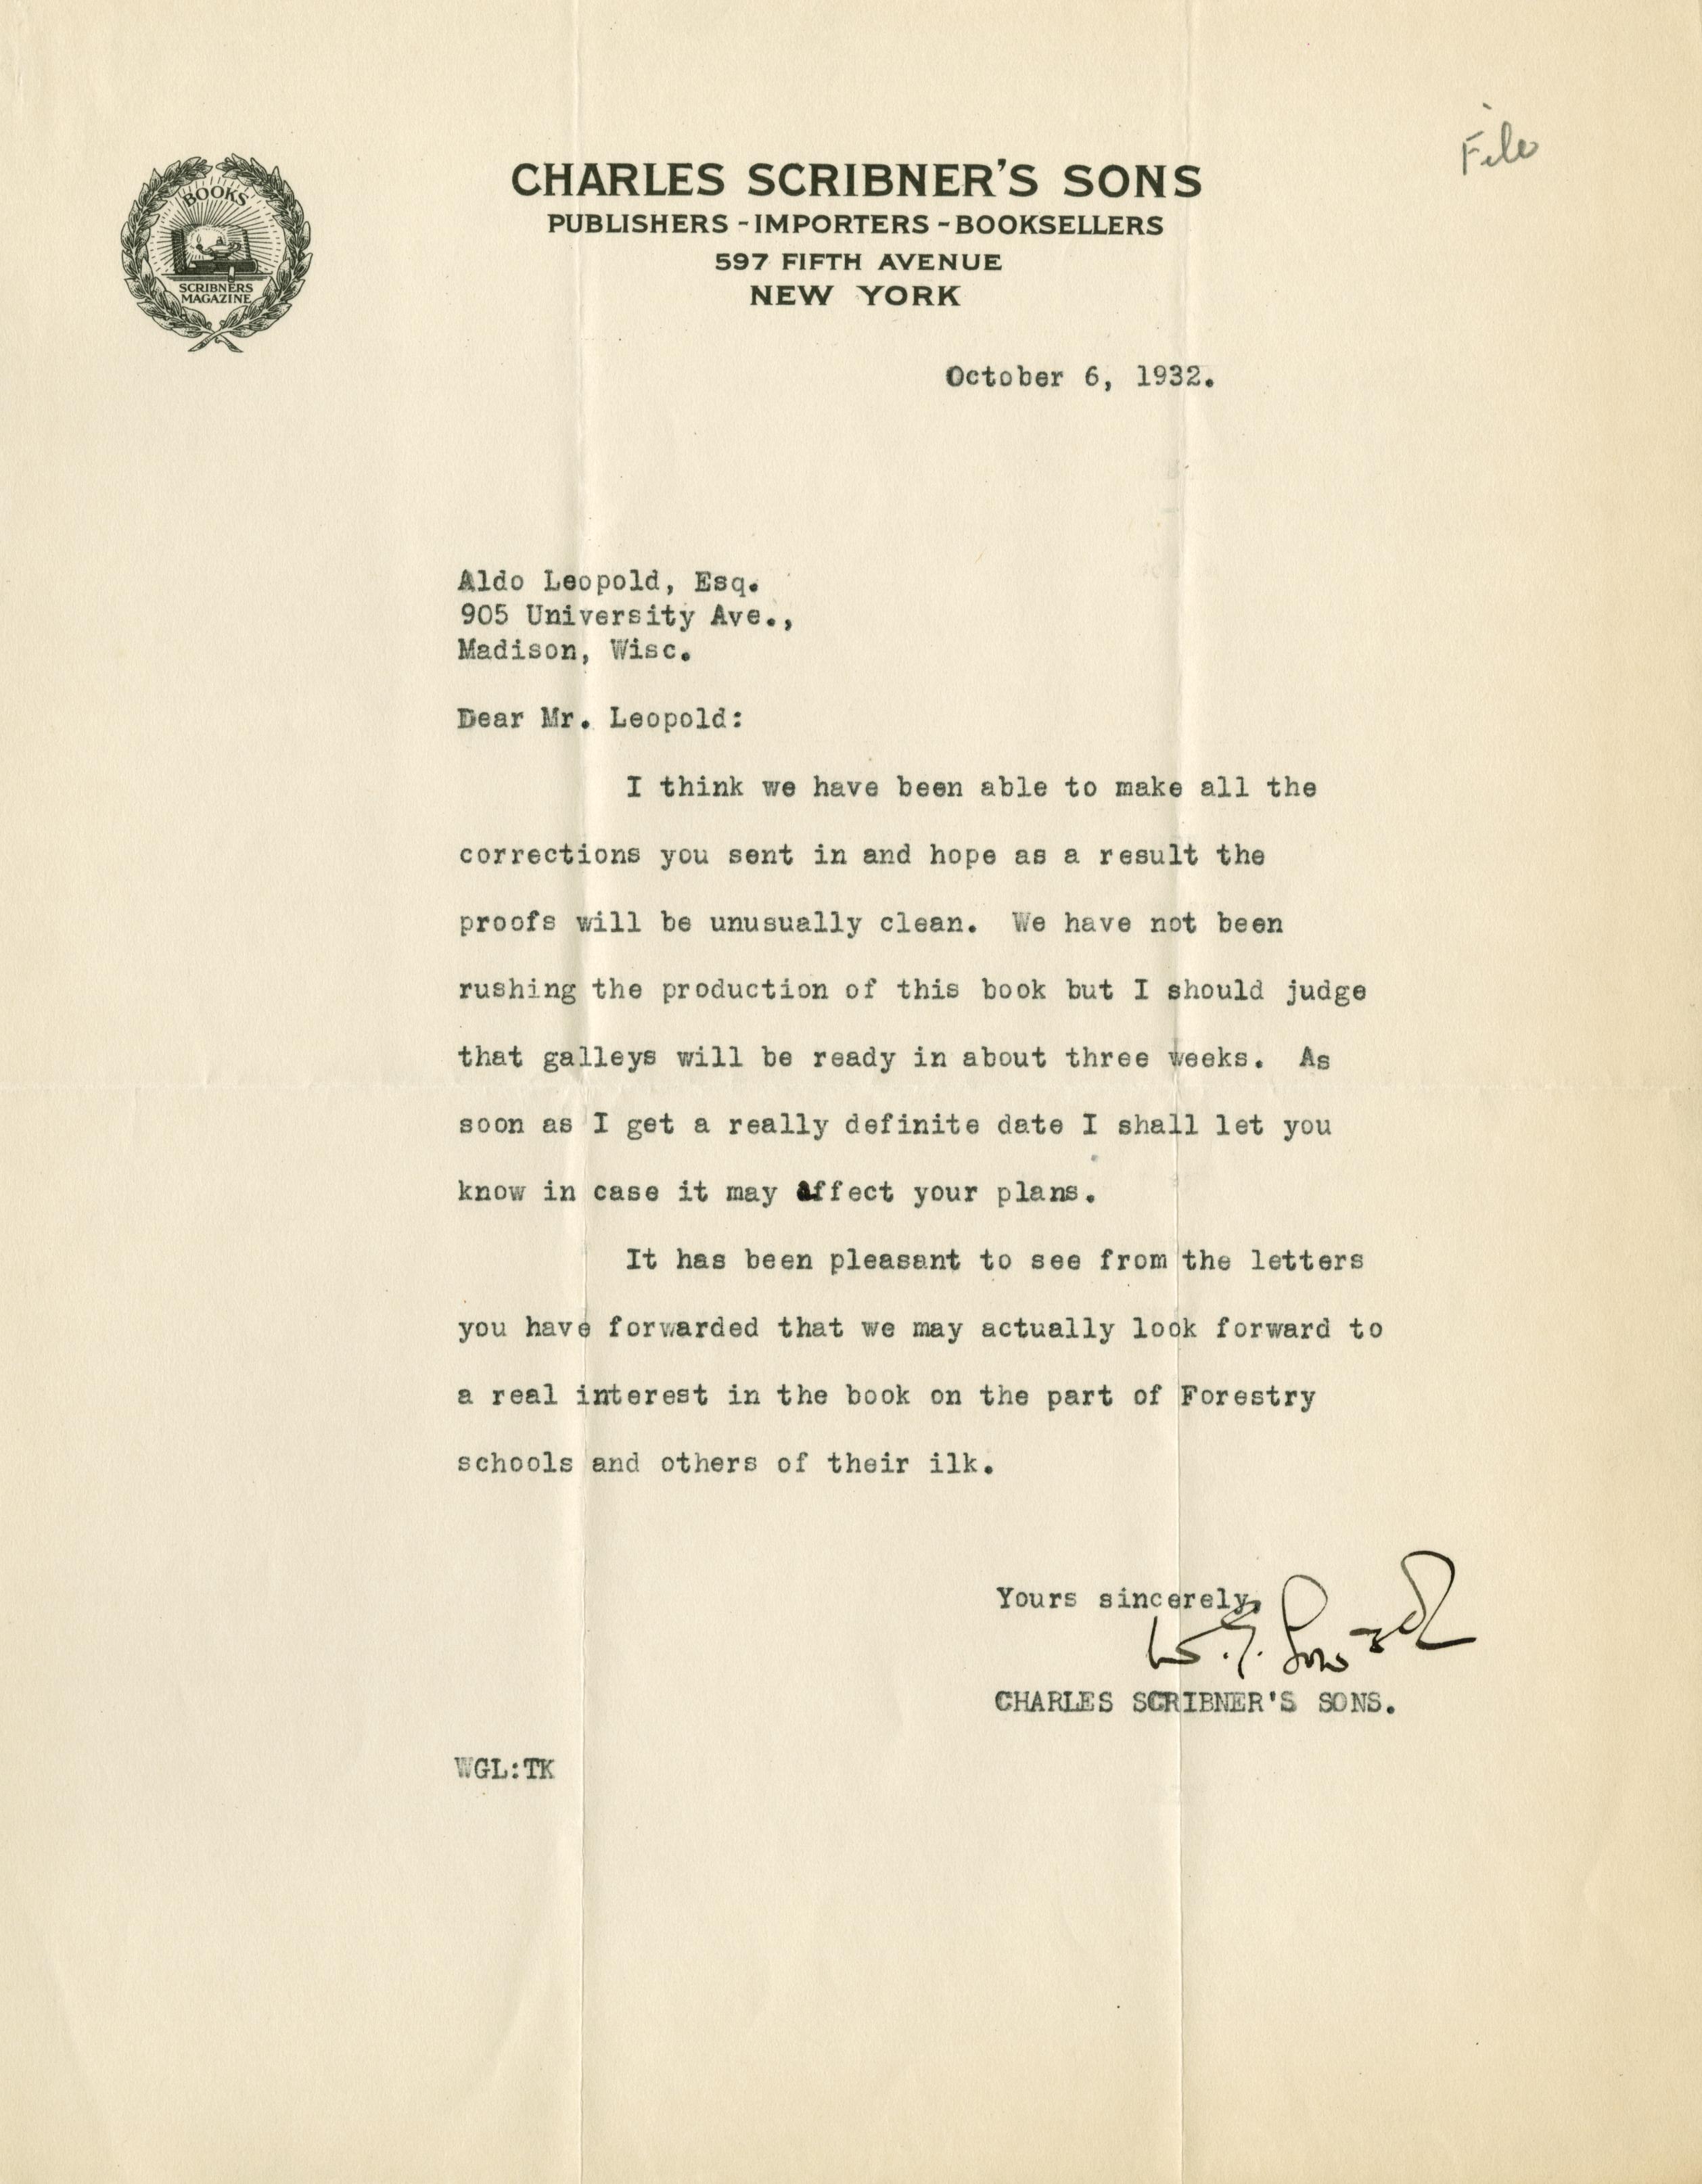 File
BOOKS
SCRIBNERS
MAGAZINE
CHARLES SCRIBNER'S SONS
PUBLISHERS - IMPORTERS - BOOKSELLERS
597 FIFTH AVENUE
NEW YORK
October 6, 1932.
Aldo Leopold, Esq.
905 University Ave.,
Madison, Wisc.
Dear Mr. Leopold:
I think we have been able to make all the
corrections you sent in and hope as a result the
proofs will be unusually clean. We have not been
rushing the production of this book but I should judge
that galleys will be ready in about three weeks. As
soon as I get a really definite date I shall let you
know in case it may affect your plans.
It has been pleasant to see from the letters
you have forwarded that we may actually look forward to
a real interest in the book on the part of Forestry
schools and others of their ilk.
Yours sincerely,
CHARLES SCRIBNER'S SONS.
WGL:TK